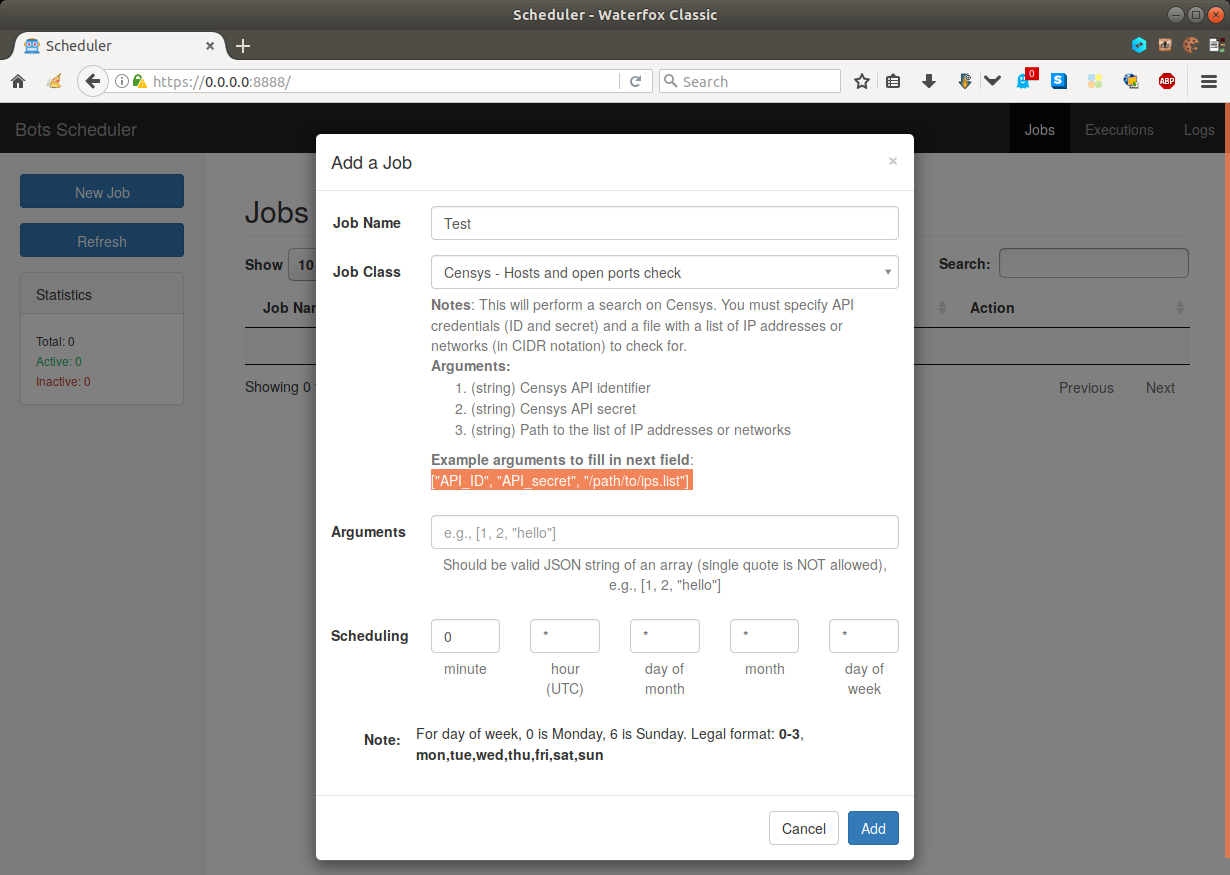 Scheduler - Waterfox Classic
Scheduler
https://0.0.0.0:8888/
Search
0
S
ABP
Bots Scheduler
Jobs
Executions
Logs
New Job
Refresh
Statistics
Total: 0
Active: 0
Inactive: 0
Jobs
Show 10
Search:
Job Nan
Action
Showing 0
Previous
Next
Add a Job
×
Job Name
Test
Job Class
Censys - Hosts and open ports check
Notes: This will perform a search on Censys. You must specify API
credentials (ID and secret) and a file with a list of IP addresses or
networks (in CIDR notation) to check for.
Arguments:
1. (string) Censys API identifier
2. (string) Censys API secret
3. (string) Path to the list of IP addresses or networks
Example arguments to fill in next field:
["API_ID", "API_secret", "/path/to/ips.list"]
Arguments
e.g., [1, 2, "hello"]
Should be valid JSON string of an array (single quote is NOT allowed),
e.g., [1, 2, "hello"]
Scheduling
0
*
*
*
*
minute
hour
(UTC)
day of
month
month
day of
week
Note:
For day of week, 0 is Monday, 6 is Sunday. Legal format: 0-3,
mon,tue,wed,thu,fri,sat,sun
Cancel
Add